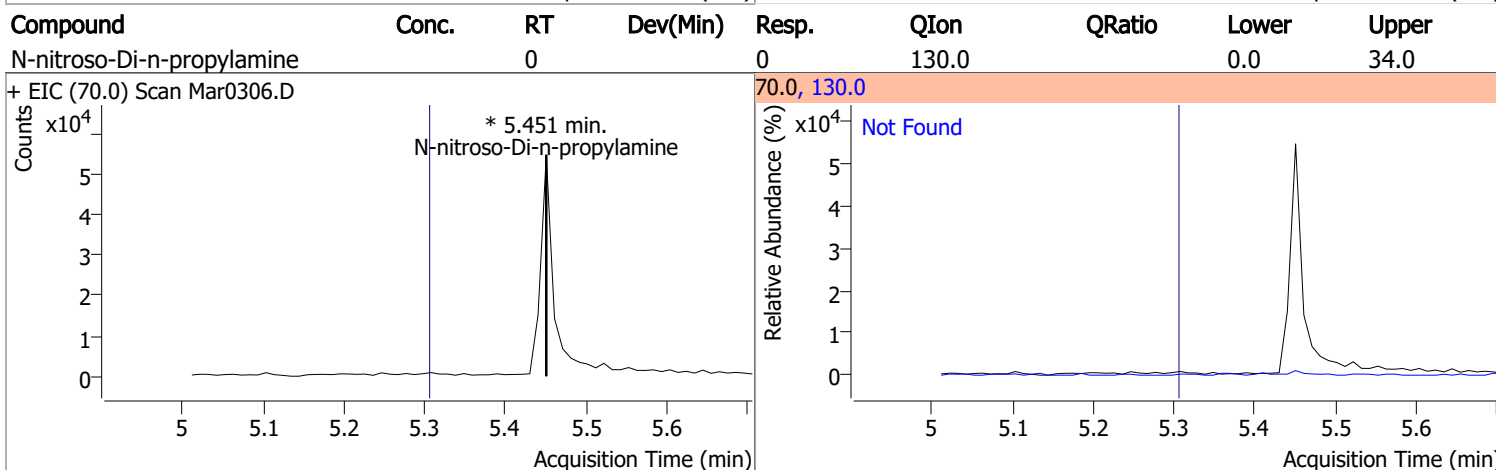 Compound Conc. RT Dev(Min) Resp. QIon QRatio Lower Upper
N-nitroso-Di-n-propylamine 0 0 130.0 0.0 34.0
+ EIC (70.0) Scan Mar0306.D
Counts
x10⁴
* 5.451 min.
N-nitroso-Di-n-propylamine
5
4
3
2
1
0
5 5.1 5.2 5.3 5.4 5.5 5.6
Acquisition Time (min)
70.0, 130.0
Relative Abundance (%)
x10⁴
Not Found
5
4
3
2
1
0
5 5.1 5.2 5.3 5.4 5.5 5.6
Acquisition Time (min)